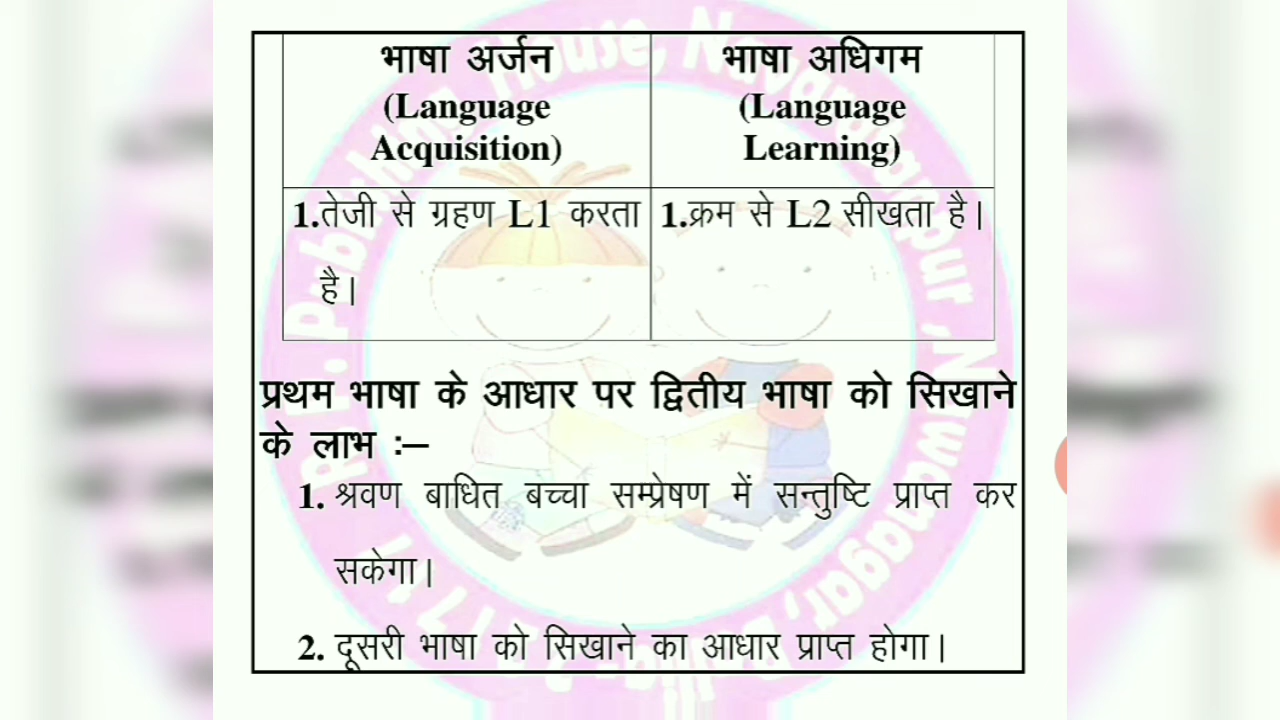 भाषा अर्जन
(Language
Acquisition)
भाषा अधिगम
(Language
Learning)
1.तेजी से ग्रहण L1 करता
है।
1.क्रम से L2 सीखता है।
प्रथम भाषा के आधार पर द्वितीय भाषा को सिखाने
के लाभ :–
1. श्रवण बाधित बच्चा सम्प्रेषण में सन्तुष्टि प्राप्त कर
सकेगा।
2. दूसरी भाषा को सिखाने का आधार प्राप्त होगा।